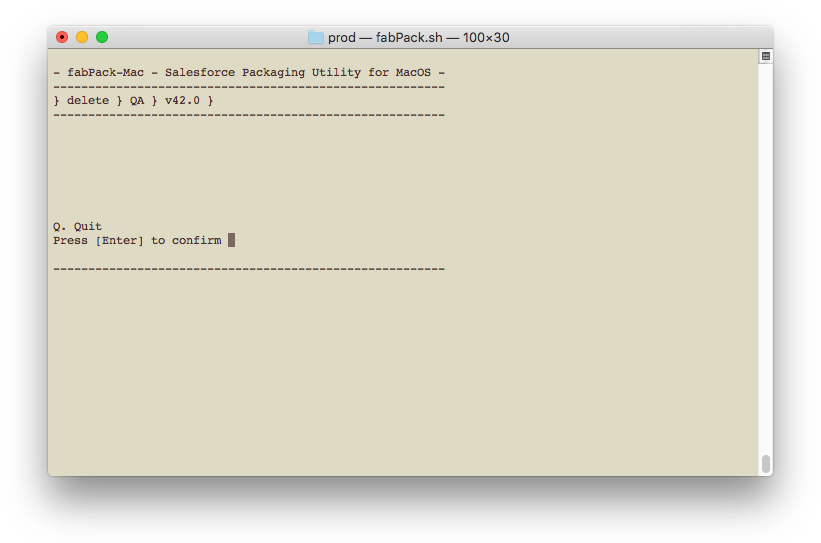 prod — fabPack.sh — 100×30
- fabPack-Mac - Salesforce Packaging Utility for MacOS -
--------------------------------------------------------
} delete } QA } v42.0 }
--------------------------------------------------------
Q. Quit
Press [Enter] to confirm
--------------------------------------------------------